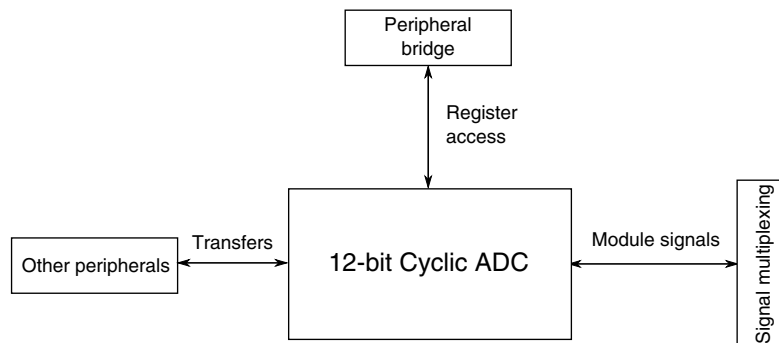 Peripheral
bridge
Register
access
Transfers
Module signals
Other peripherals
12-bit Cyclic ADC
Signal multiplexing